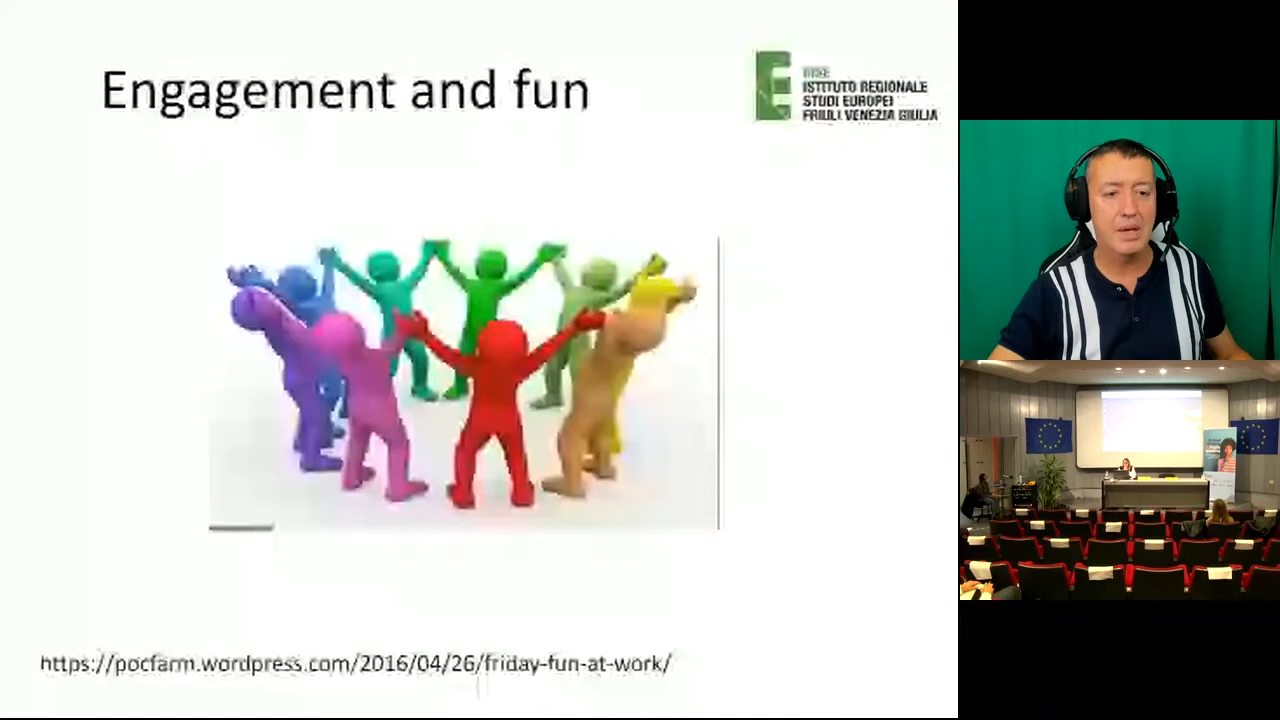 Engagement and fun
IRSE
ISTITUTO REGIONALE
STUDI EUROPEI
FRIULI VENEZIA GIULIA
https://pocfarm.wordpress.com/2016/04/26/friday-fun-at-work/